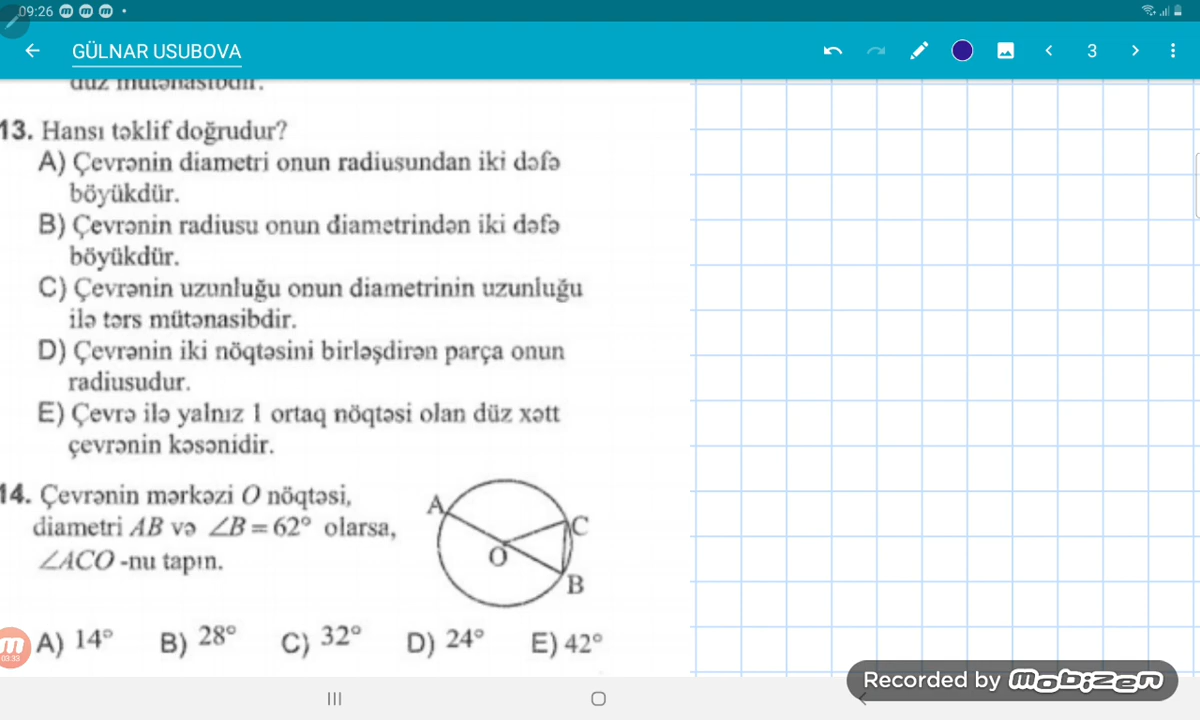 09:26
GÜLNAR USUBOVA
3
düz mütənasibdir.
13. Hansı təklif doğrudur?
A) Çevrənin diametri onun radiusundan iki dəfə
böyükdür.
B) Çevrənin radiusu onun diametrindən iki dəfə
böyükdür.
C) Çevrənin uzunluğu onun diametrinin uzunluğu
ilə tərs mütənasibdir.
D) Çevrənin iki nöqtəsini birləşdirən parça onun
radiusudur.
E) Çevrə ilə yalnız 1 ortaq nöqtəsi olan düz xətt
çevrənin kəsənidir.
14. Çevrənin mərkəzi O nöqtəsi,
diametri AB və ∠B = 62° olarsa,
∠ACO -nu tapın.
A
C
O
B
A) 14° B) 28° C) 32° D) 24° E) 42°
Recorded by mobizen